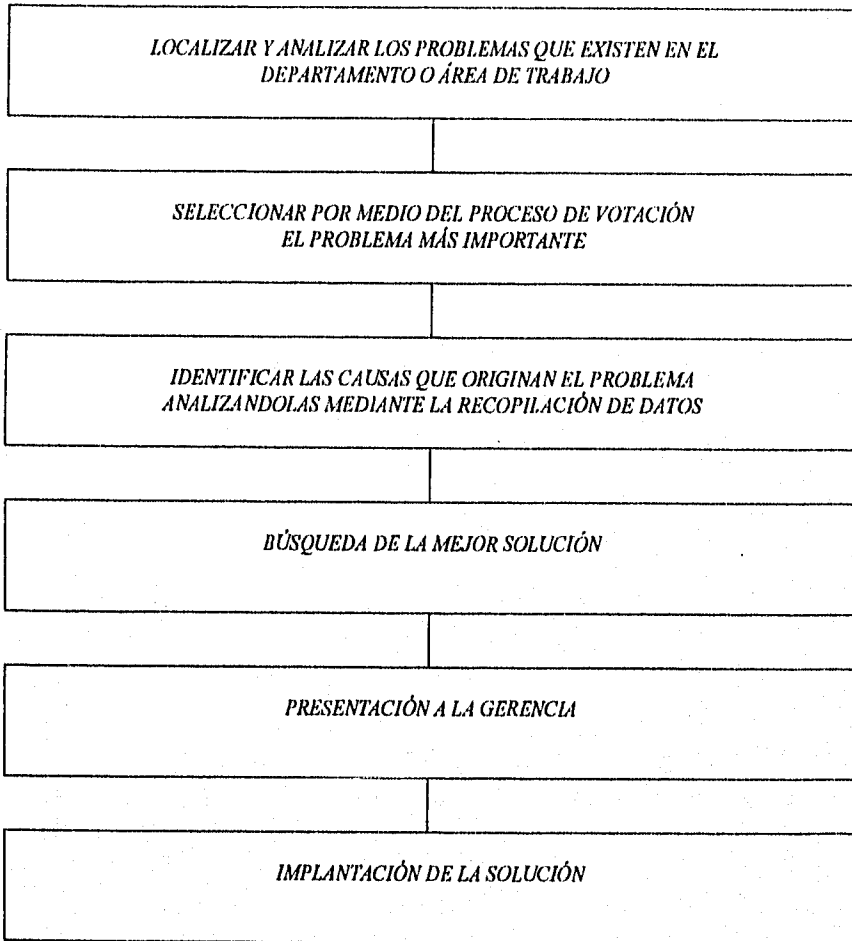 LOCALIZAR Y ANALIZAR LOS PROBLEMAS QUE EXISTEN EN EL
DEPARTAMENTO O ÁREA DE TRABAJO
SELECCIONAR POR MEDIO DEL PROCESO DE VOTACIÓN
EL PROBLEMA MÁS IMPORTANTE
IDENTIFICAR LAS CAUSAS QUE ORIGINAN EL PROBLEMA
ANALIZANDOLAS MEDIANTE LA RECOPILACIÓN DE DATOS
BÚSQUEDA DE LA MEJOR SOLUCIÓN
PRESENTACIÓN A LA GERENCIA
IMPLANTACIÓN DE LA SOLUCIÓN